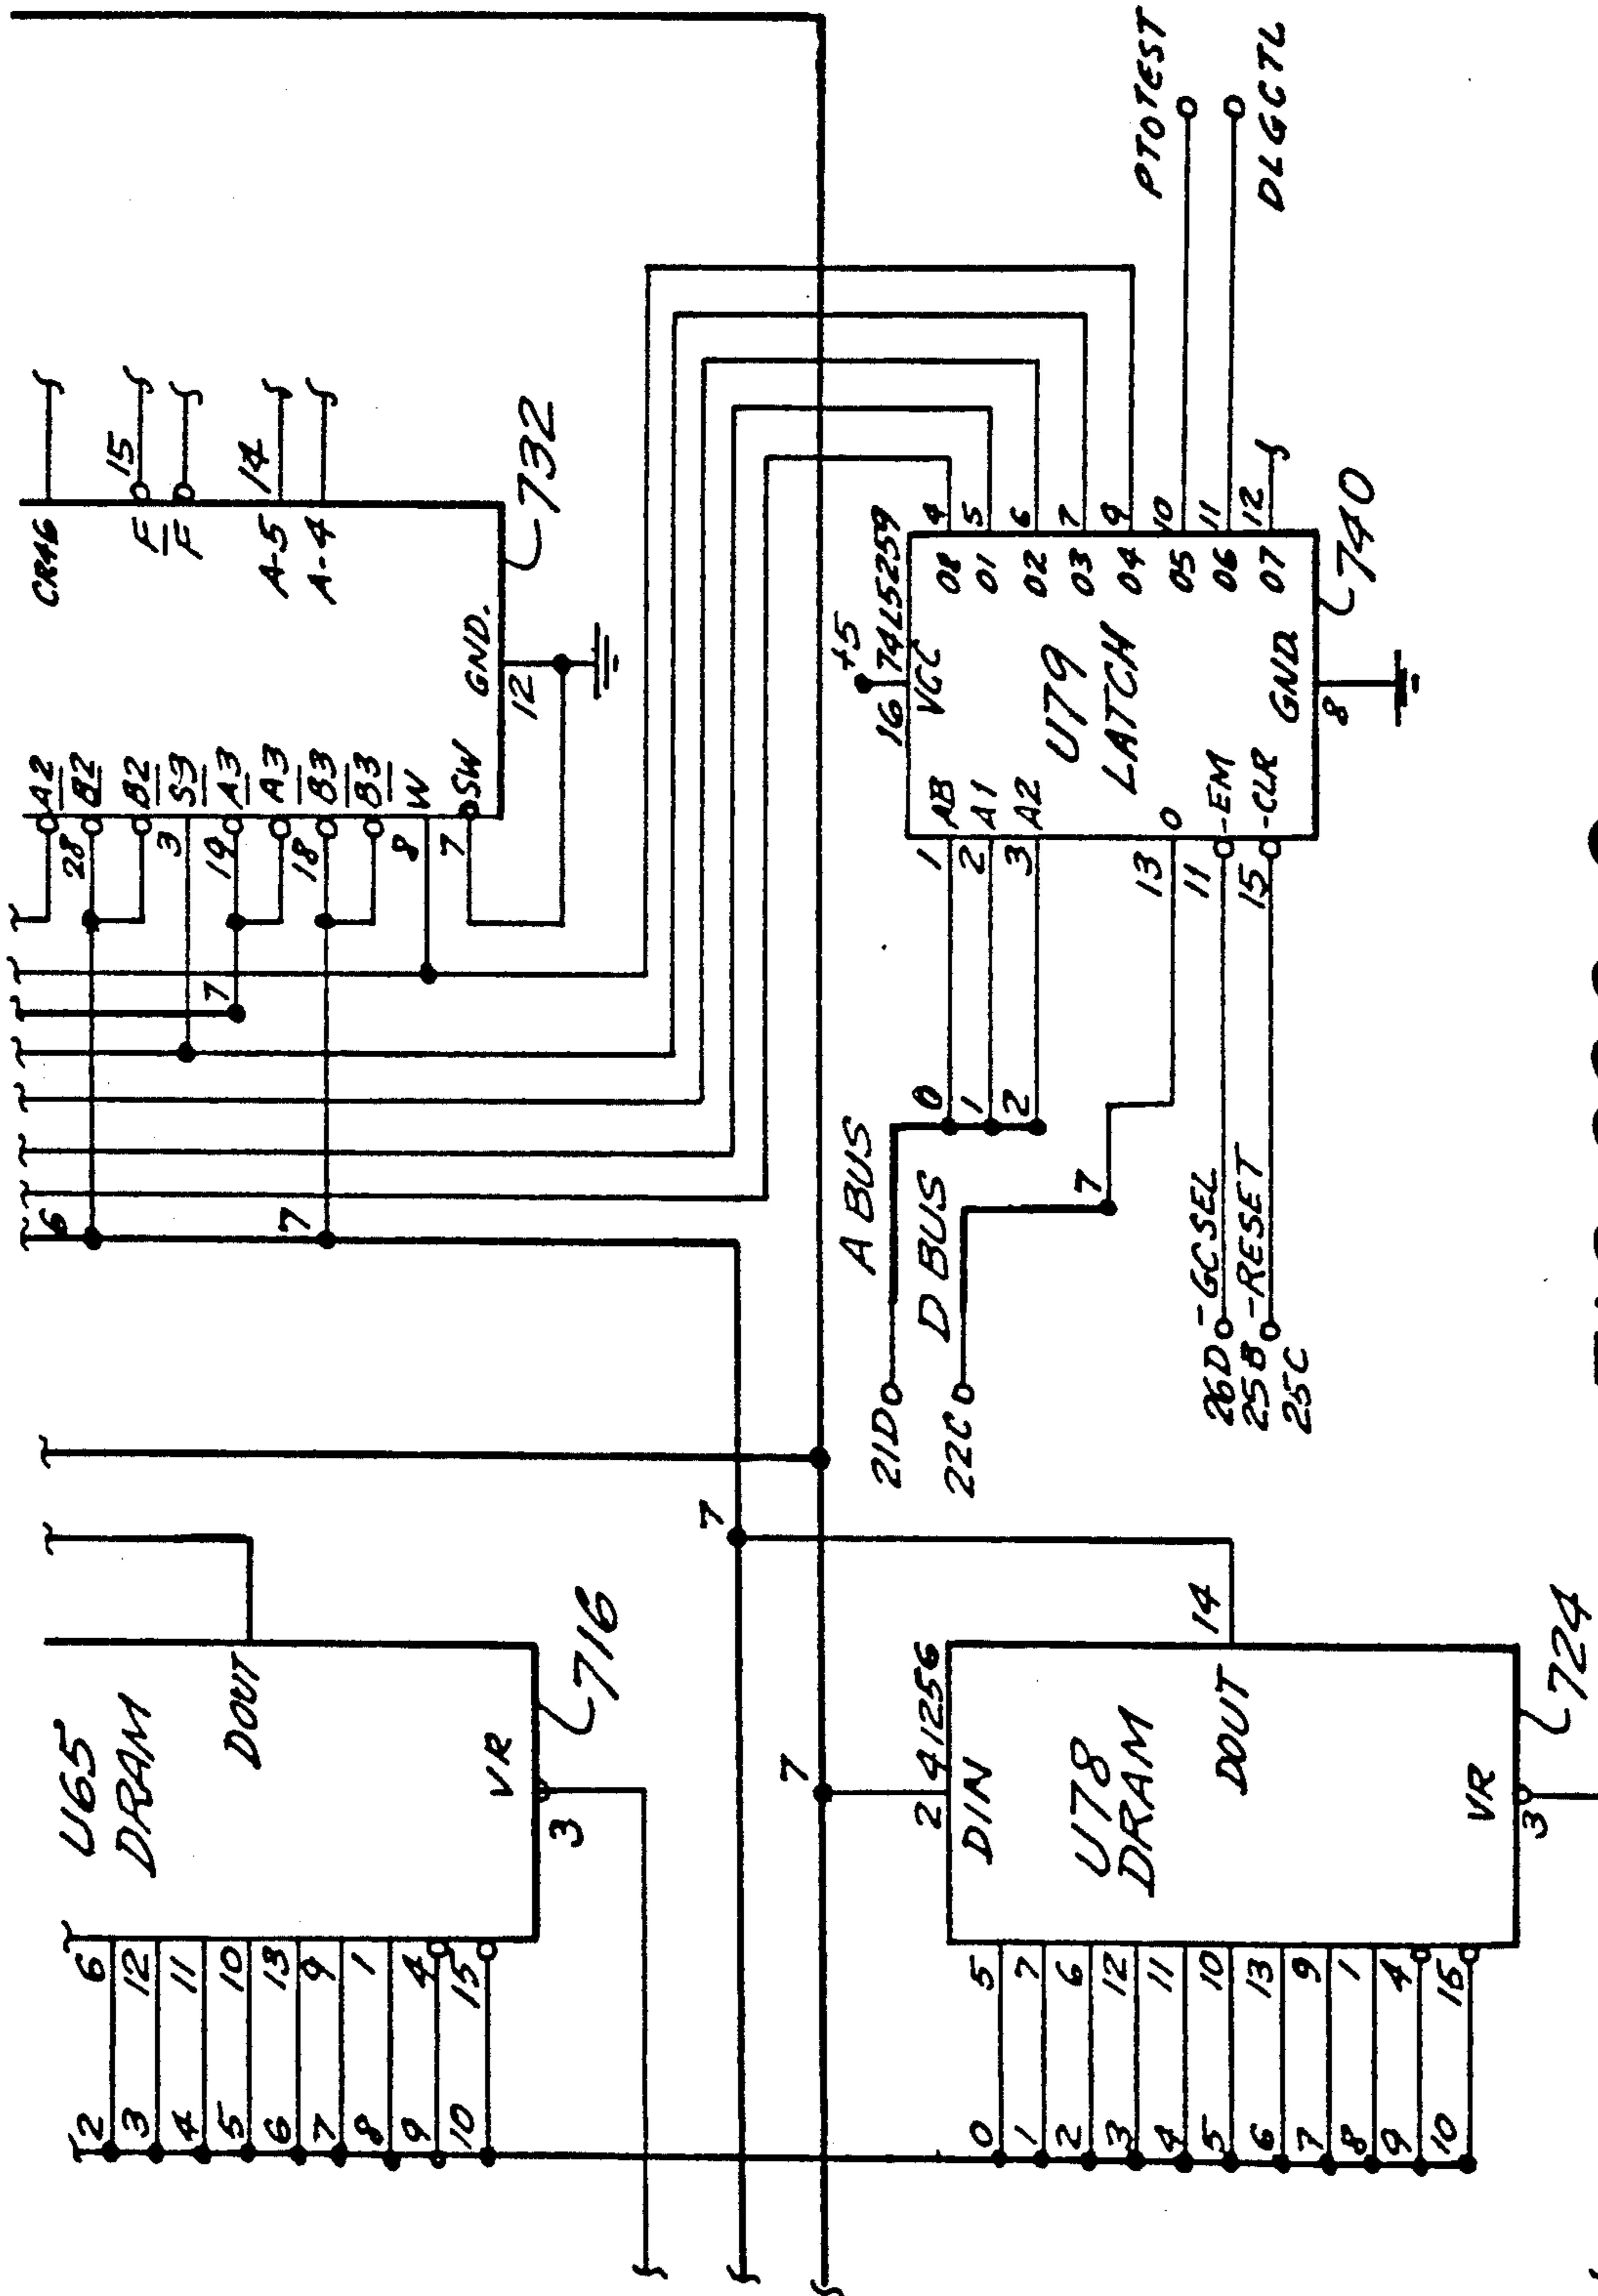 CR46
F 15
F
A-5 14
A-4
732
A2
28 B2
B2
3 S3
19 A3
A3
18 B3
B3
8 W
7 SW
GND.
12
6
7
7
U65
DRAM
DOUT
VR
3
716
2 6
3 12
4 11
5 10
6 13
7 9
8 1
9 4
10 15
7
7
+5
16
74LS259
VCC
U79
LATCH
1 AB
2 A1
3 A2
13 O
11 -EM
15 -CLR
O8 4
O1 5
O2 6
O3 7
O4 9
O5 10
O6 11
O7 12
GND
8
740
PTOTEST
DLGCTL
A BUS
0
1
2
D BUS
7
21D
22C
26D -GCSEL
25B -RESET
25C
2 41256
DIN
U78
DRAM
DOUT 14
VR
3
724
0 5
1 7
2 6
3 12
4 11
5 10
6 13
7 9
8 1
9 4
10 15